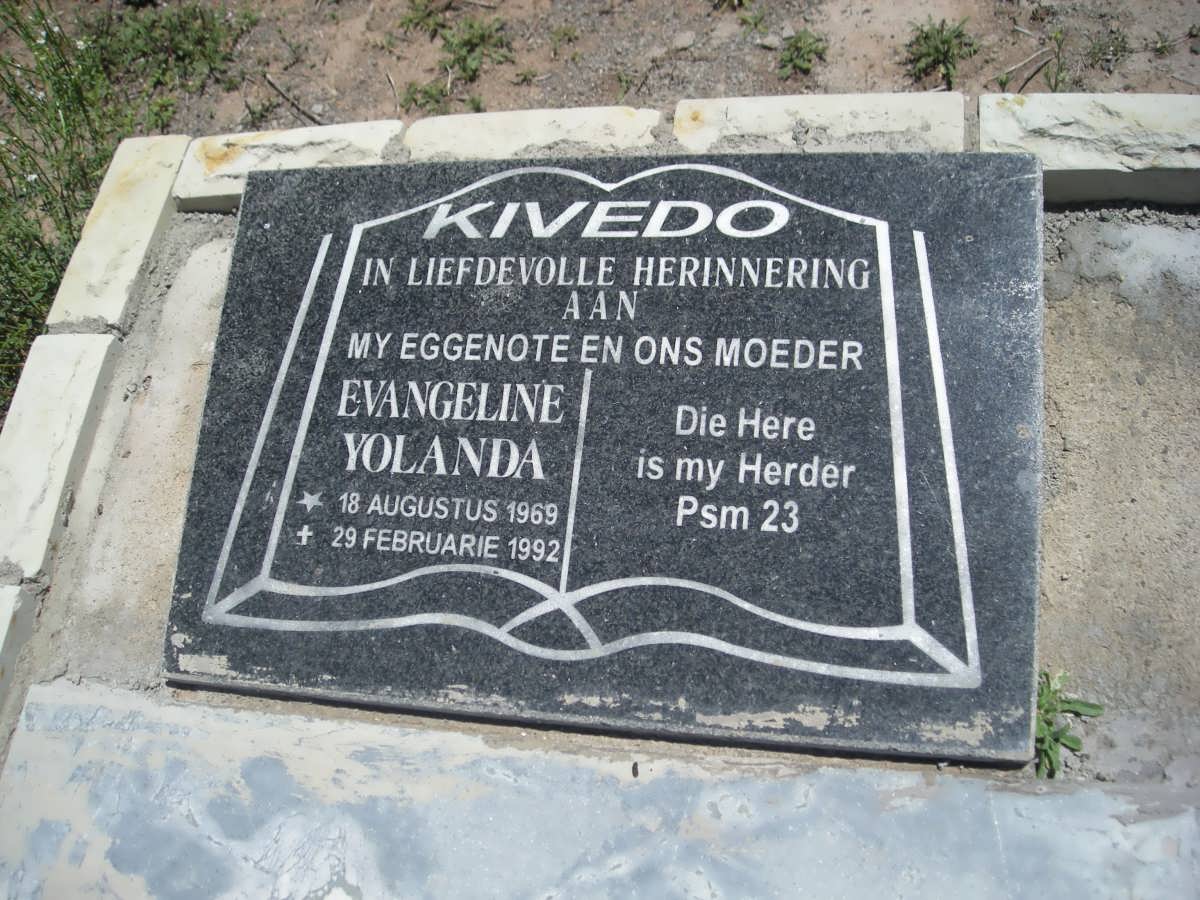 KIVEDO
IN LIEFDEVOLLE HERINNERING
AAN
MY EGGENOTE EN ONS MOEDER
EVANGELINE
YOLANDA
18 AUGUSTUS 1969
29 FEBRUARIE 1992
Die Here
is my Herder
Psm 23